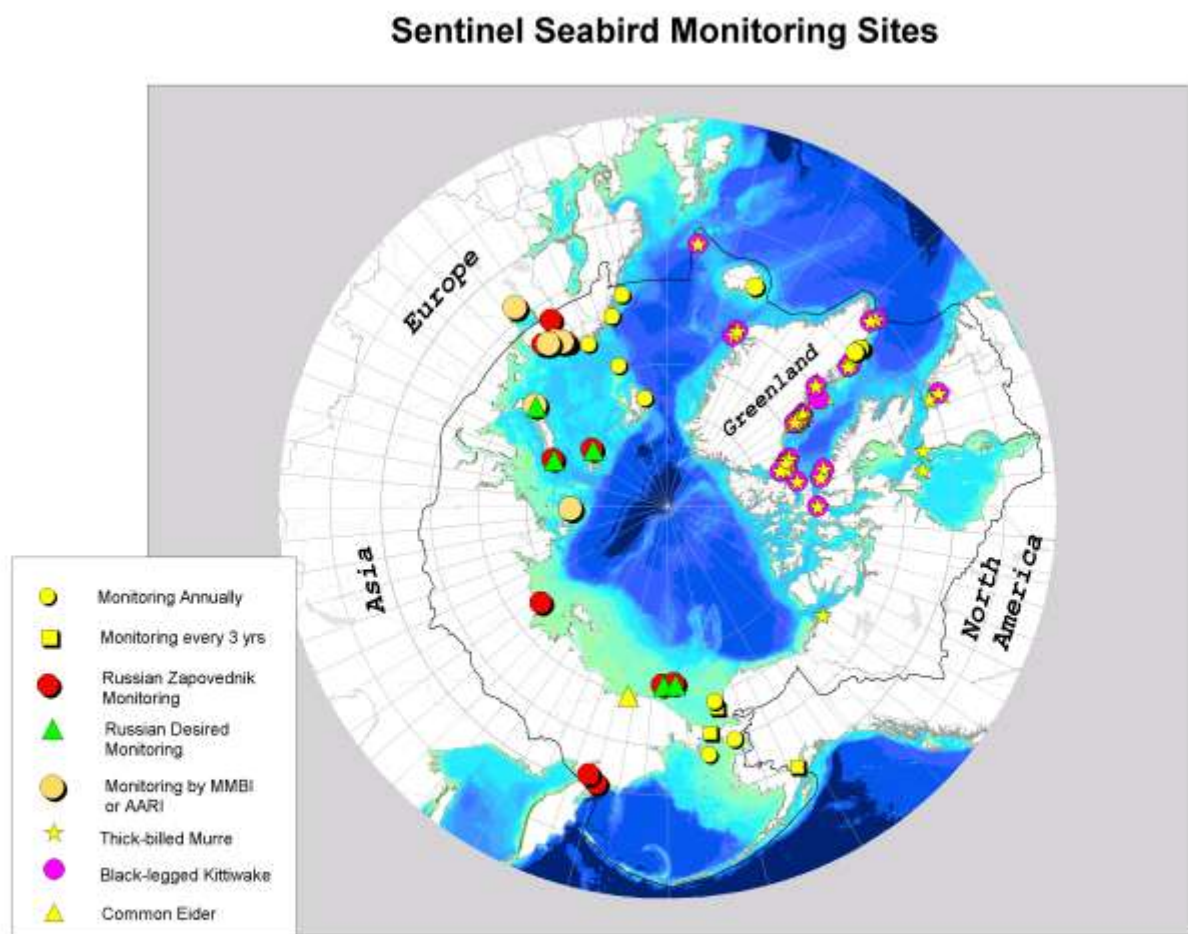 Sentinel Seabird Monitoring Sites
Europe
Greenland
Asia
North
America
Monitoring Annually
Monitoring every 3 yrs
Russian Zapovednik
Monitoring
Russian Desired
Monitoring
Monitoring by MMBI
or AARI
Thick-billed Murre
Black-legged Kittiwake
Common Eider